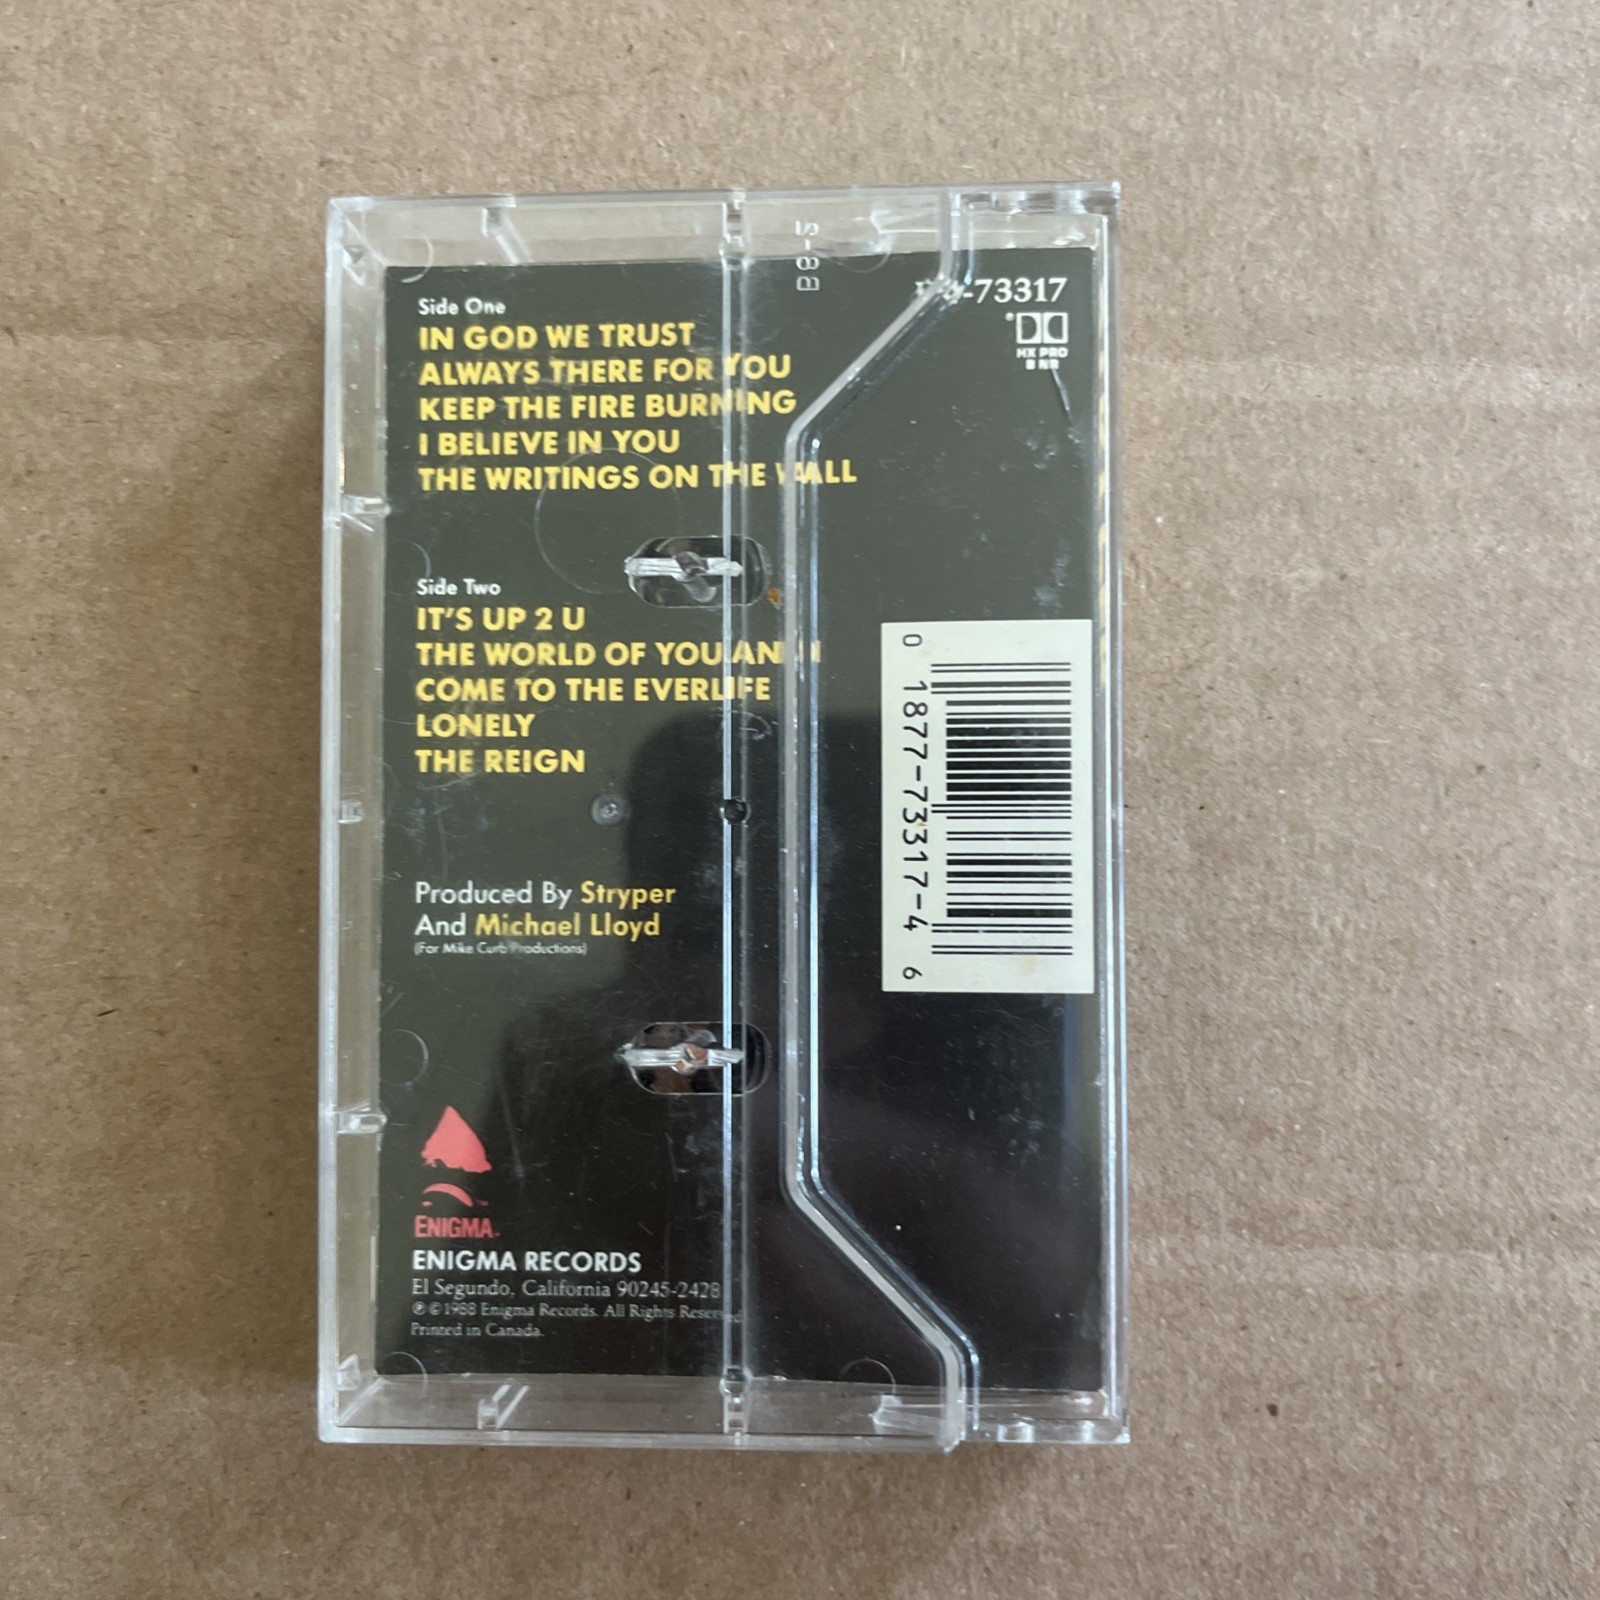 B8-S
-73317
HX PRO
B NR
Side One
IN GOD WE TRUST
ALWAYS THERE FOR YOU
KEEP THE FIRE BURNING
I BELIEVE IN YOU
THE WRITINGS ON THE WALL
Side Two
IT'S UP 2 U
THE WORLD OF YOU AND I
COME TO THE EVERLIFE
LONELY
THE REIGN
0 1877-73317-4 6
Produced By Stryper
And Michael Lloyd
(For Mike Curb Productions)
ENIGMA
ENIGMA RECORDS
El Segundo, California 90245-2428
℗©1988 Enigma Records. All Rights Reserved
Printed in Canada.